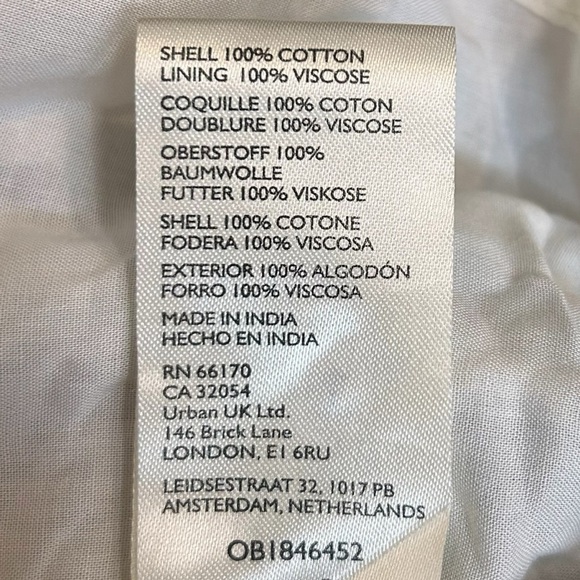 SHELL 100% COTTON
LINING 100% VISCOSE
COQUILLE 100% COTON
DOUBLURE 100% VISCOSE
OBERSTOFF 100%
BAUMWOLLE
FUTTER 100% VISKOSE
SHELL 100% COTONE
FODERA 100% VISCOSA
EXTERIOR 100% ALGODÓN
FORRO 100% VISCOSA
MADE IN INDIA
HECHO EN INDIA
RN 66170
CA 32054
Urban UK Ltd.
146 Brick Lane
LONDON, E1 6RU
LEIDSESTRAAT 32, 1017 PB
AMSTERDAM, NETHERLANDS
OB1846452